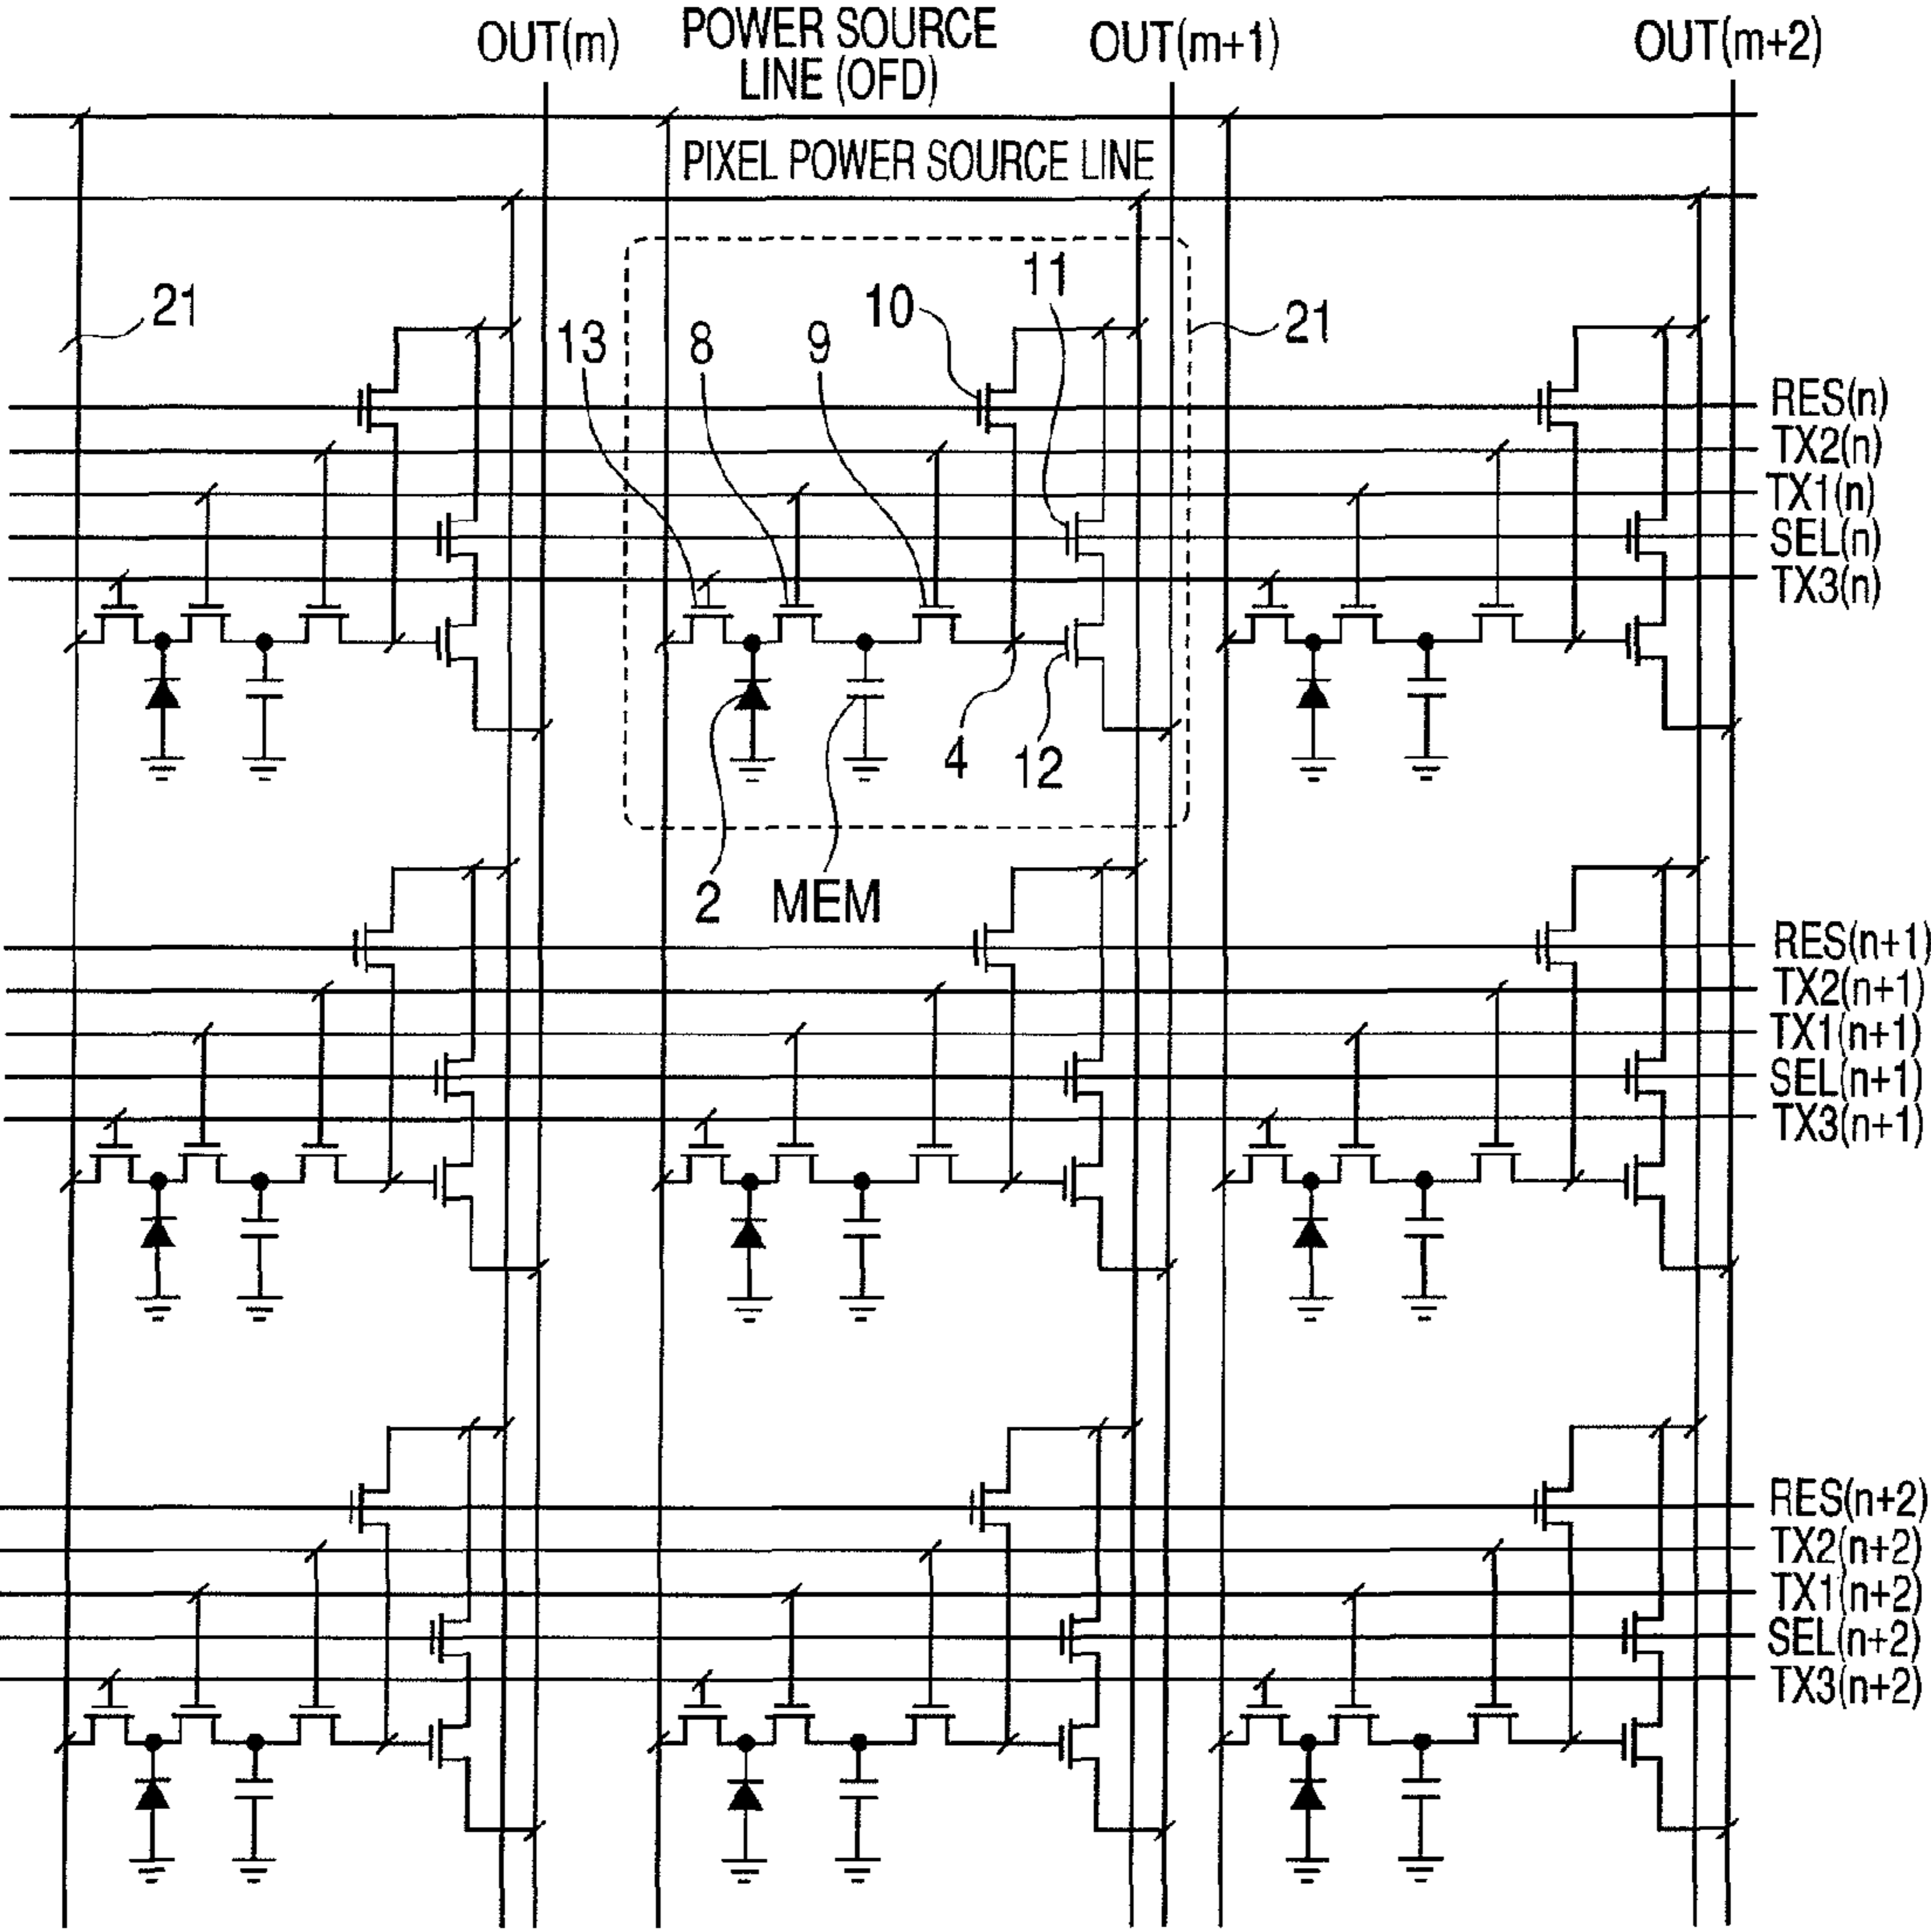 OUT(m)
POWER SOURCE
LINE (OFD)
OUT(m+1)
OUT(m+2)
PIXEL POWER SOURCE LINE
21
13
8
9
10
11
21
RES(n)
TX2(n)
TX1(n)
SEL(n)
TX3(n)
4
12
2
MEM
RES(n+1)
TX2(n+1)
TX1(n+1)
SEL(n+1)
TX3(n+1)
RES(n+2)
TX2(n+2)
TX1(n+2)
SEL(n+2)
TX3(n+2)